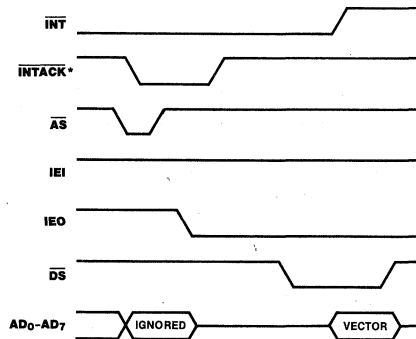 INT
INTACK*
AS
IEI
IEO
DS
AD0-AD7 IGNORED VECTOR